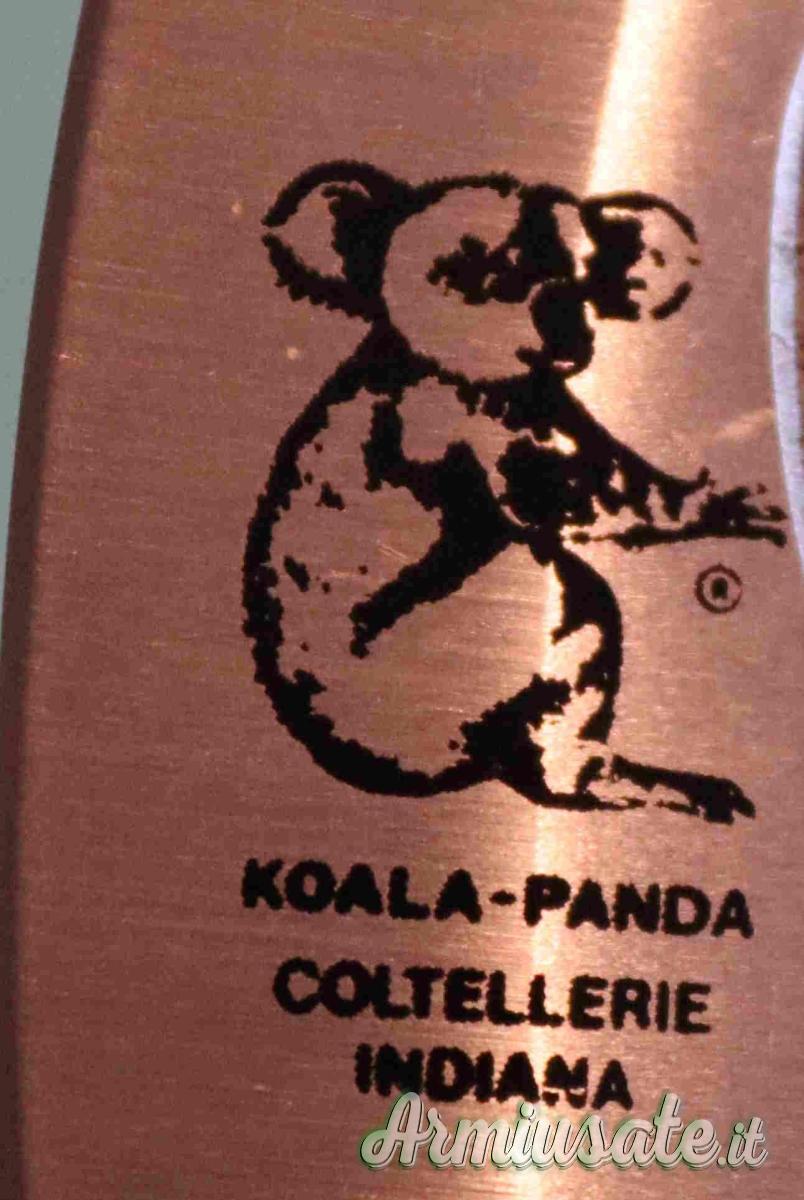 ®
KOALA-PANDA
COLTELLERIE
INDIANA
Armiusate.it